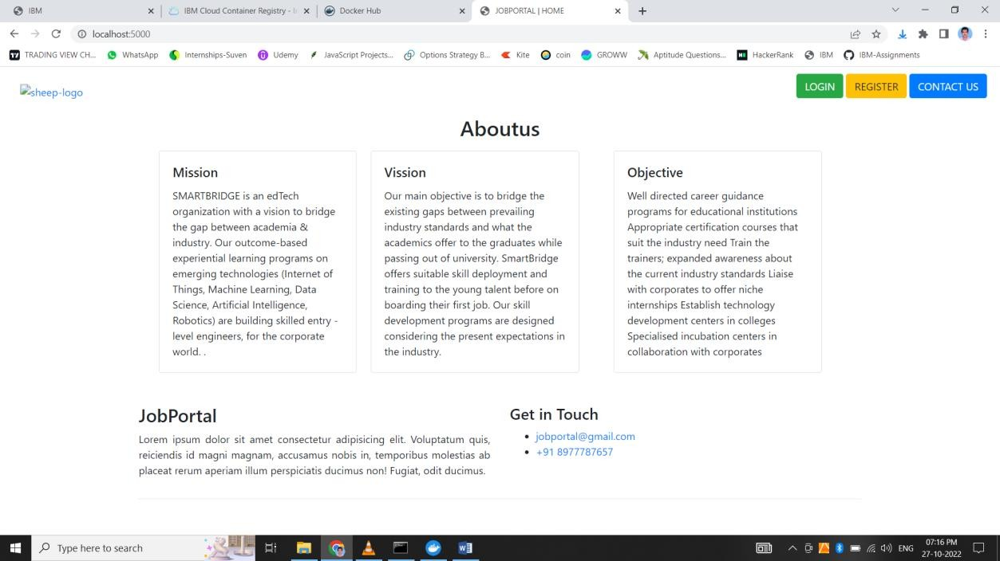 IBM
IBM Cloud Container Registry - I
Docker Hub
JOBPORTAL | HOME
localhost:5000
TRADING VIEW CH... WhatsApp Internships-Suven Udemy JavaScript Projects... Options Strategy B... Kite coin GROWW Aptitude Questions... HackerRank IBM IBM-Assignments
sheep-logo
LOGIN REGISTER CONTACT US
Aboutus
Mission
SMARTBRIDGE is an edTech
organization with a vision to bridge
the gap between academia &
industry. Our outcome-based
experiential learning programs on
emerging technologies (Internet of
Things, Machine Learning, Data
Science, Artificial Intelligence,
Robotics) are building skilled entry -
level engineers, for the corporate
world. .
Vission
Our main objective is to bridge the
existing gaps between prevailing
industry standards and what the
academics offer to the graduates while
passing out of university. SmartBridge
offers suitable skill deployment and
training to the young talent before on
boarding their first job. Our skill
development programs are designed
considering the present expectations in
the industry.
Objective
Well directed career guidance
programs for educational institutions
Appropriate certification courses that
suit the industry need Train the
trainers; expanded awareness about
the current industry standards Liaise
with corporates to offer niche
internships Establish technology
development centers in colleges
Specialised incubation centers in
collaboration with corporates
JobPortal
Lorem ipsum dolor sit amet consectetur adipisicing elit. Voluptatum quis,
reiciendis id magni magnam, accusamus nobis in, temporibus molestias ab
placeat rerum aperiam illum perspiciatis ducimus non! Fugiat, odit ducimus.
Get in Touch
• jobportal@gmail.com
• +91 8977787657
Type here to search
ENG
07:16 PM
27-10-2022